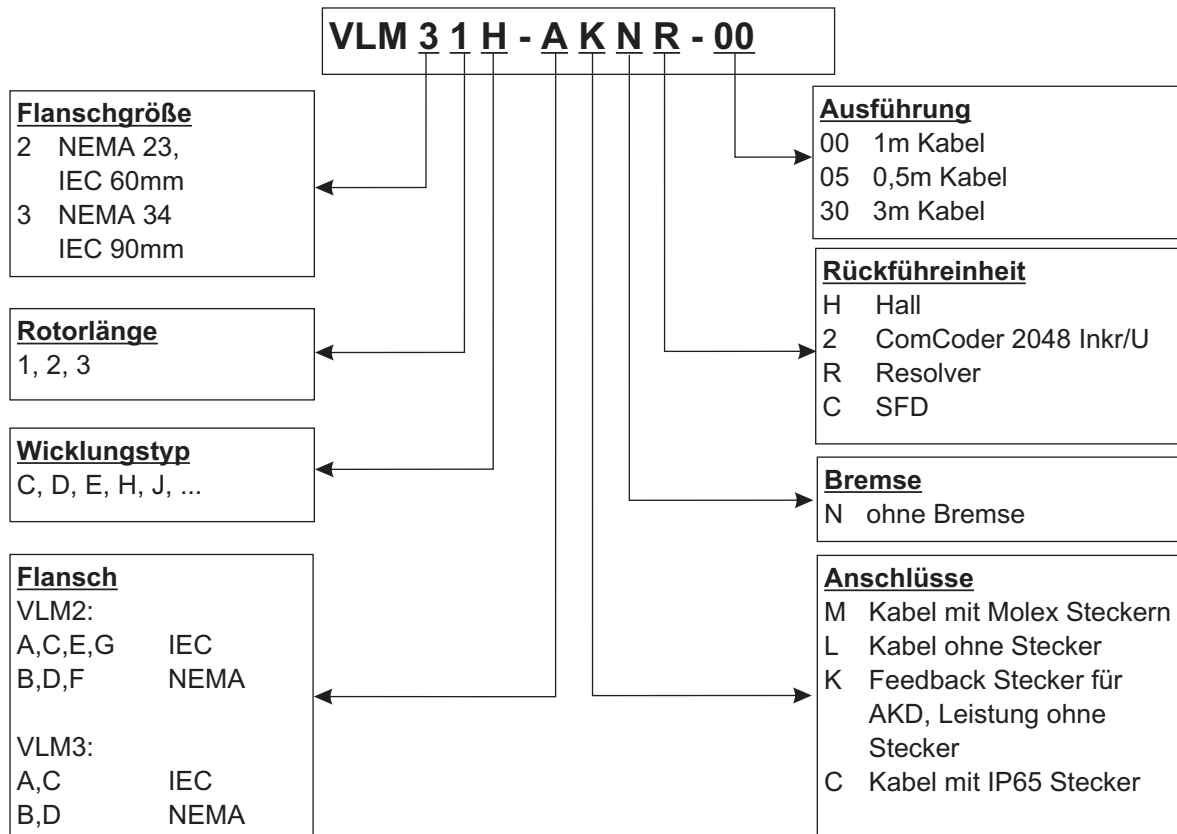 VLM 3 1 H - A K N R - 00
Flanschgröße
2 NEMA 23,
IEC 60mm
3 NEMA 34
IEC 90mm
Rotorlänge
1, 2, 3
Wicklungstyp
C, D, E, H, J, ...
Flansch
VLM2:
A,C,E,G IEC
B,D,F NEMA
VLM3:
A,C IEC
B,D NEMA
Ausführung
00 1m Kabel
05 0,5m Kabel
30 3m Kabel
Rückführeinheit
H Hall
2 ComCoder 2048 Inkr/U
R Resolver
C SFD
Bremse
N ohne Bremse
Anschlüsse
M Kabel mit Molex Steckern
L Kabel ohne Stecker
K Feedback Stecker für
AKD, Leistung ohne
Stecker
C Kabel mit IP65 Stecker